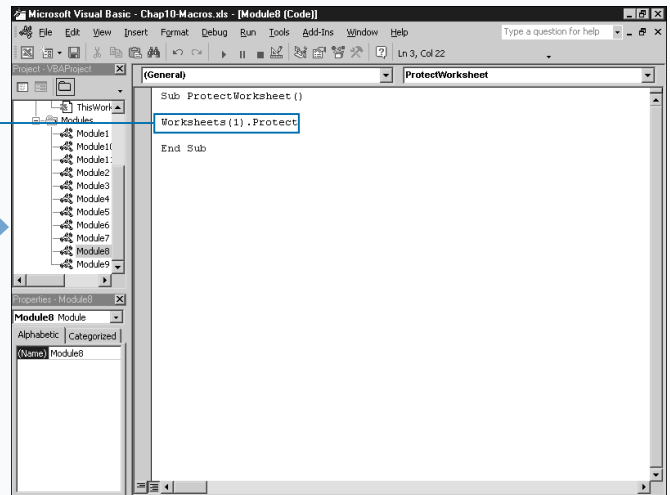 Microsoft Visual Basic - Chap10-Macros.xls - [Module8 (Code)]
File Edit View Insert Format Debug Run Tools Add-Ins Window Help
Type a question for help
Ln 3, Col 22
Project - VBAProject
(General)
ProtectWorksheet
ThisWork
Modules
Module1
Module10
Module2
Module3
Module4
Module5
Module6
Module7
Module8
Module9
Sub ProtectWorksheet()
Worksheets(1).Protect
End Sub
Properties - Module8
Module8 Module
Alphabetic Categorized
(Name) Module8